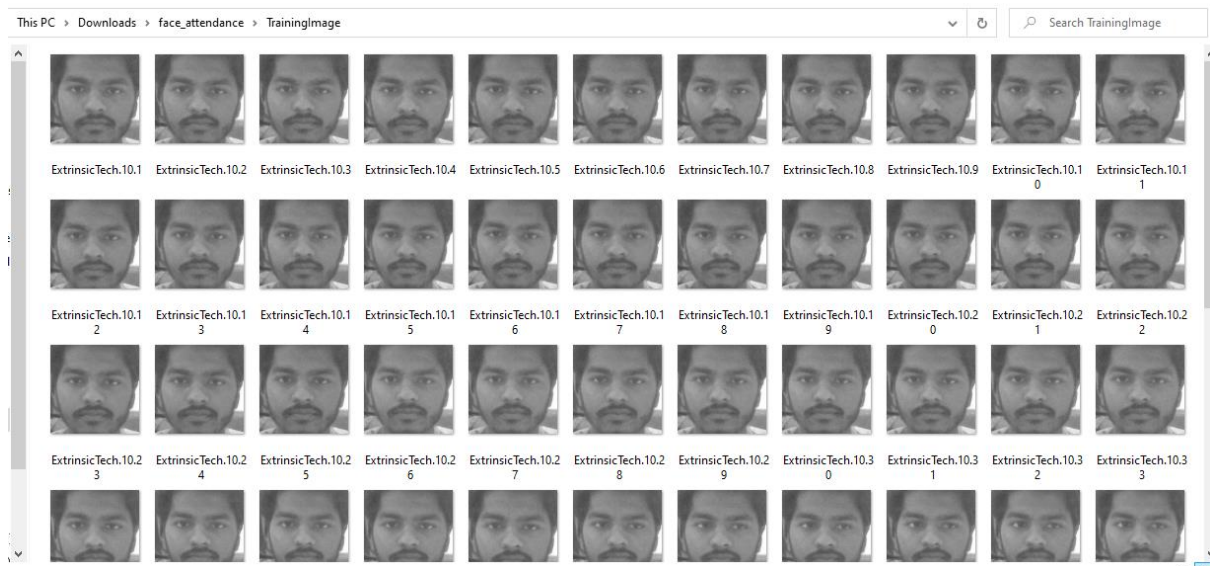 This PC > Downloads > face_attendance > TrainingImage
Search TrainingImage
ExtrinsicTech.10.1 ExtrinsicTech.10.2 ExtrinsicTech.10.3 ExtrinsicTech.10.4 ExtrinsicTech.10.5 ExtrinsicTech.10.6 ExtrinsicTech.10.7 ExtrinsicTech.10.8 ExtrinsicTech.10.9 ExtrinsicTech.10.1 ExtrinsicTech.10.1
0 1
ExtrinsicTech.10.1 ExtrinsicTech.10.1 ExtrinsicTech.10.1 ExtrinsicTech.10.1 ExtrinsicTech.10.1 ExtrinsicTech.10.1 ExtrinsicTech.10.1 ExtrinsicTech.10.1 ExtrinsicTech.10.2 ExtrinsicTech.10.2 ExtrinsicTech.10.2
2 3 4 5 6 7 8 9 0 1 2
ExtrinsicTech.10.2 ExtrinsicTech.10.2 ExtrinsicTech.10.2 ExtrinsicTech.10.2 ExtrinsicTech.10.2 ExtrinsicTech.10.2 ExtrinsicTech.10.2 ExtrinsicTech.10.3 ExtrinsicTech.10.3 ExtrinsicTech.10.3 ExtrinsicTech.10.3
3 4 5 6 7 8 9 0 1 2 3